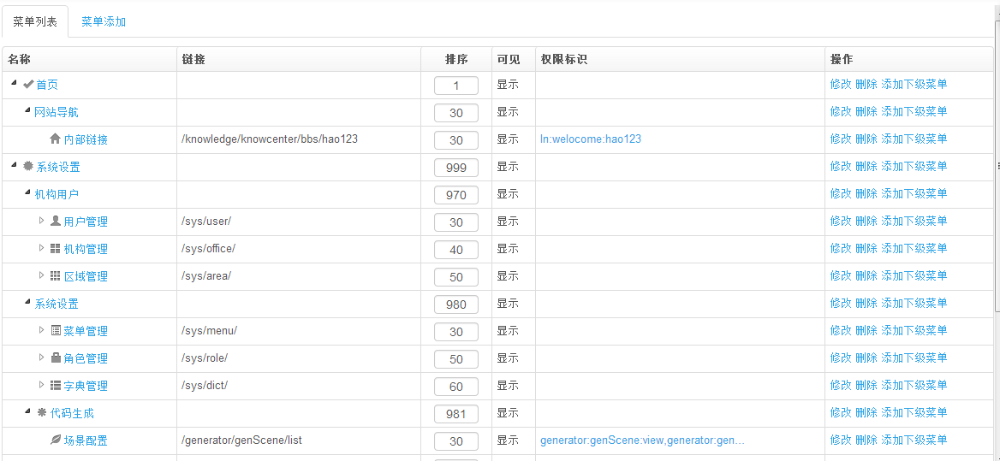 菜单列表 菜单添加
名称 链接 排序 可见 权限标识 操作
首页 1 显示 修改 删除 添加下级菜单
网站导航 30 显示 修改 删除 添加下级菜单
内部链接 /knowledge/knowcenter/bbs/hao123 30 显示 ln:welocome:hao123 修改 删除 添加下级菜单
系统设置 999 显示 修改 删除 添加下级菜单
机构用户 970 显示 修改 删除 添加下级菜单
用户管理 /sys/user/ 30 显示 修改 删除 添加下级菜单
机构管理 /sys/office/ 40 显示 修改 删除 添加下级菜单
区域管理 /sys/area/ 50 显示 修改 删除 添加下级菜单
系统设置 980 显示 修改 删除 添加下级菜单
菜单管理 /sys/menu/ 30 显示 修改 删除 添加下级菜单
角色管理 /sys/role/ 50 显示 修改 删除 添加下级菜单
字典管理 /sys/dict/ 60 显示 修改 删除 添加下级菜单
代码生成 981 显示 修改 删除 添加下级菜单
场景配置 /generator/genScene/list 30 显示 generator:genScene:view,generator:gen... 修改 删除 添加下级菜单